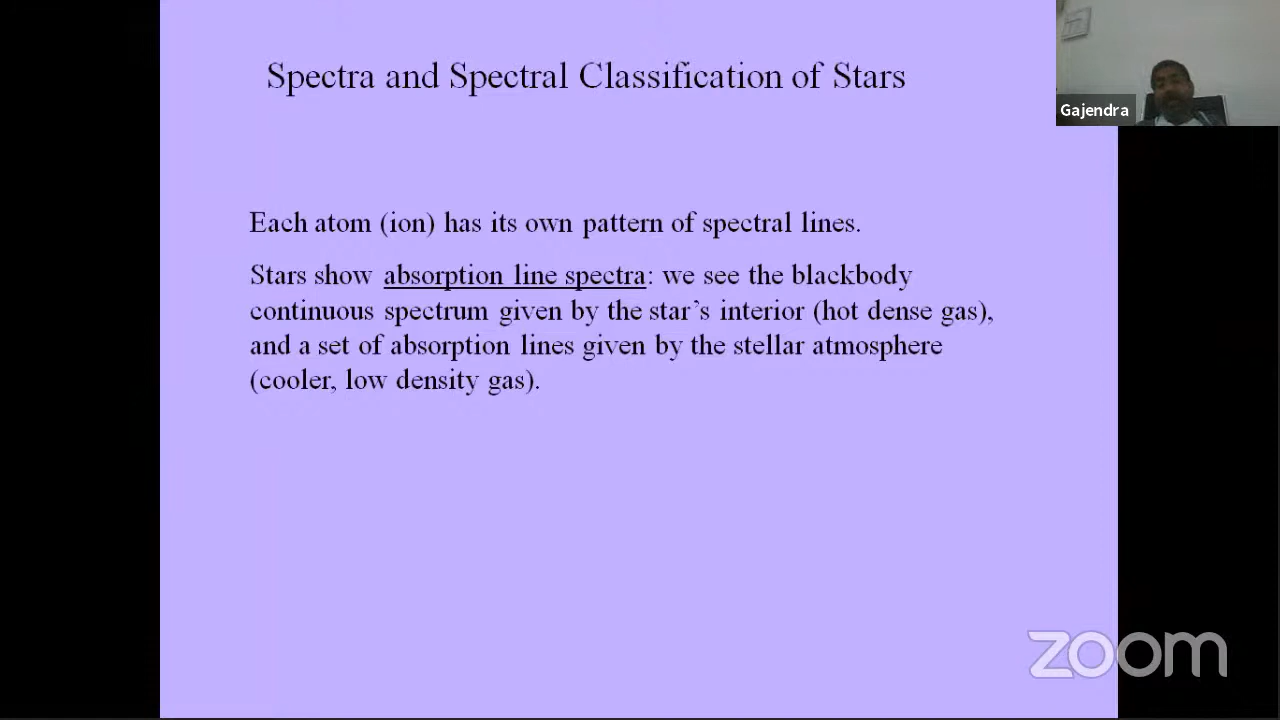 Spectra and Spectral Classification of Stars
Gajendra
Each atom (ion) has its own pattern of spectral lines.
Stars show absorption line spectra: we see the blackbody
continuous spectrum given by the star’s interior (hot dense gas),
and a set of absorption lines given by the stellar atmosphere
(cooler, low density gas).
zoom